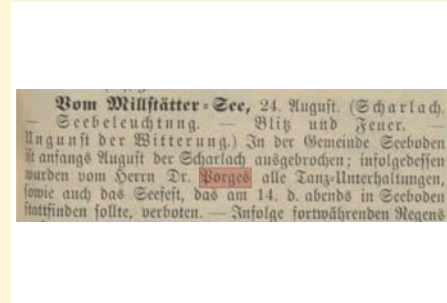 Vom Millstätter-See, 24. August. (Scharlach.
— Seebeleuchtung. — Blitz und Feuer. —
Ungunst der Witterung.) In der Gemeinde Seeboden
ist anfangs August der Scharlach ausgebrochen; infolgedessen
wurden vom Herrn Dr. Porges alle Tanz-Unterhaltungen,
sowie auch das Seefest, das am 14. d. abends in Seeboden
stattfinden sollte, verboten. — Infolge fortwährenden Regens